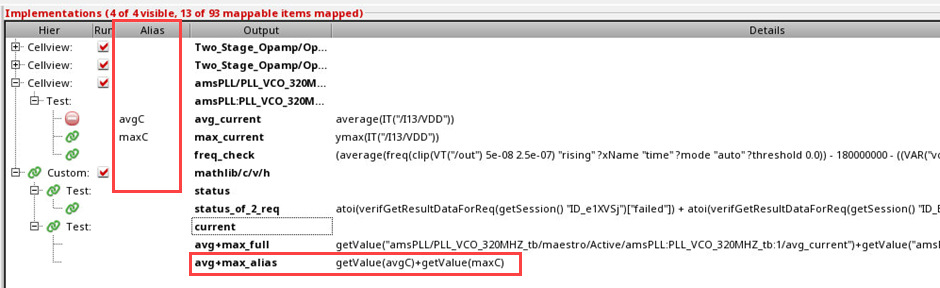 Implementations (4 of 4 visible, 13 of 93 mappable items mapped)
Hier Run Alias Output Details
Cellview: Two_Stage_Opamp/Op...
Cellview: Two_Stage_Opamp/Op...
Cellview: amsPLL/PLL_VCO_320M...
Test: amsPLL:PLL_VCO_320M...
avgC avg_current average(IT("/I13/VDD"))
maxC max_current ymax(IT("/I13/VDD"))
freq_check (average(freq(clip(VT("/out") 5e-08 2.5e-07) "rising" ?xName "time" ?mode "auto" ?threshold 0.0)) - 180000000 - ((VAR("vc
Custom: mathlib/c/v/h
Test: status
status_of_2_req atoi(verifGetResultDataForReq(getSession() "ID_e1XVSj")["failed"]) + atoi(verifGetResultDataForReq(getSession() "ID_E
Test: current
avg+max_full getValue("amsPLL/PLL_VCO_320MHZ_tb/maestro/Active/amsPLL:PLL_VCO_320MHZ_tb:1/avg_current")+getValue("amsl
avg+max_alias getValue(avgC)+getValue(maxC)